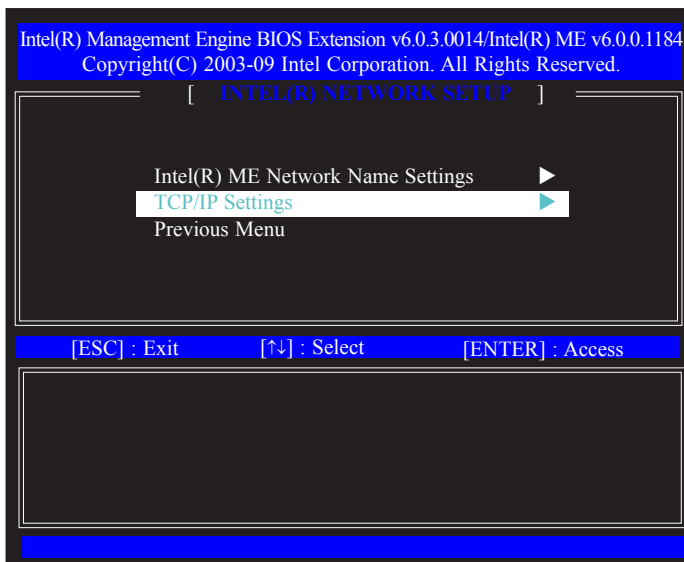 Intel(R) Management Engine BIOS Extension v6.0.3.0014/Intel(R) ME v6.0.0.1184
Copyright(C) 2003-09 Intel Corporation. All Rights Reserved.
[ INTEL(R) NETWORK SETUP ]
Intel(R) ME Network Name Settings ▶
TCP/IP Settings ▶
Previous Menu
[ESC] : Exit [↑↓] : Select [ENTER] : Access